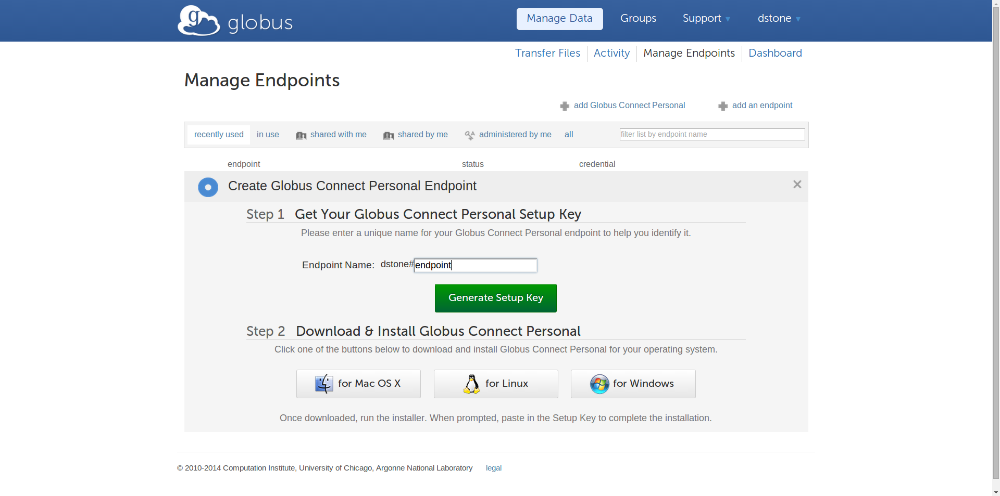 globus
Manage Data Groups Support ▼ dstone ▼
Transfer Files Activity Manage Endpoints Dashboard
Manage Endpoints
add Globus Connect Personal add an endpoint
recently used in use shared with me shared by me administered by me all filter list by endpoint name
endpoint status credential
Create Globus Connect Personal Endpoint
Step 1 Get Your Globus Connect Personal Setup Key
Please enter a unique name for your Globus Connect Personal endpoint to help you identify it.
Endpoint Name: dstone#endpoint
Generate Setup Key
Step 2 Download & Install Globus Connect Personal
Click one of the buttons below to download and install Globus Connect Personal for your operating system.
for Mac OS X for Linux for Windows
Once downloaded, run the installer. When prompted, paste in the Setup Key to complete the installation.
© 2010-2014 Computation Institute, University of Chicago, Argonne National Laboratory legal